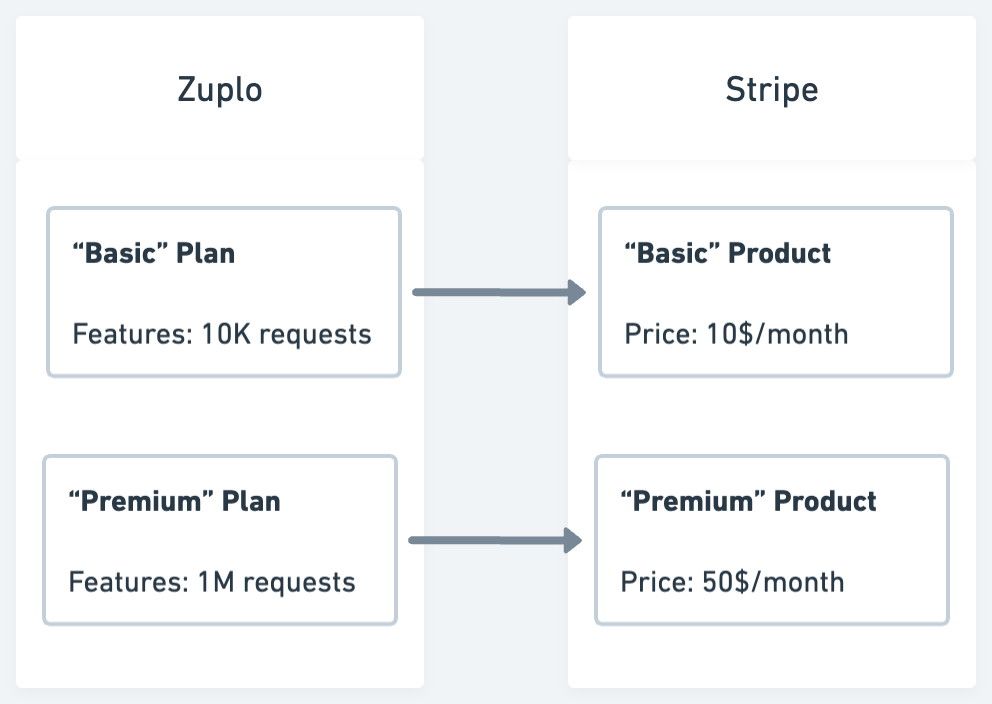 Zuplo
Stripe
“Basic” Plan
Features: 10K requests
“Basic” Product
Price: 10$/month
“Premium” Plan
Features: 1M requests
“Premium” Product
Price: 50$/month